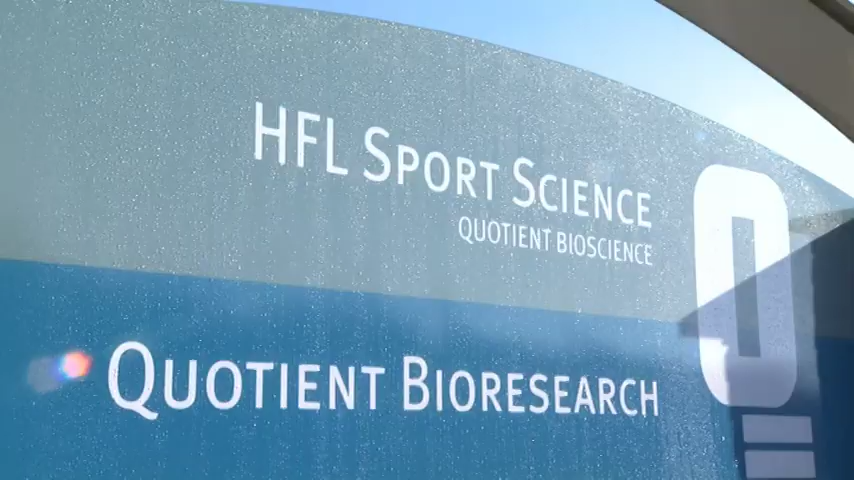 HFL SPORT SCIENCE
QUOTIENT BIOSCIENCE
QUOTIENT BIORESEARCH